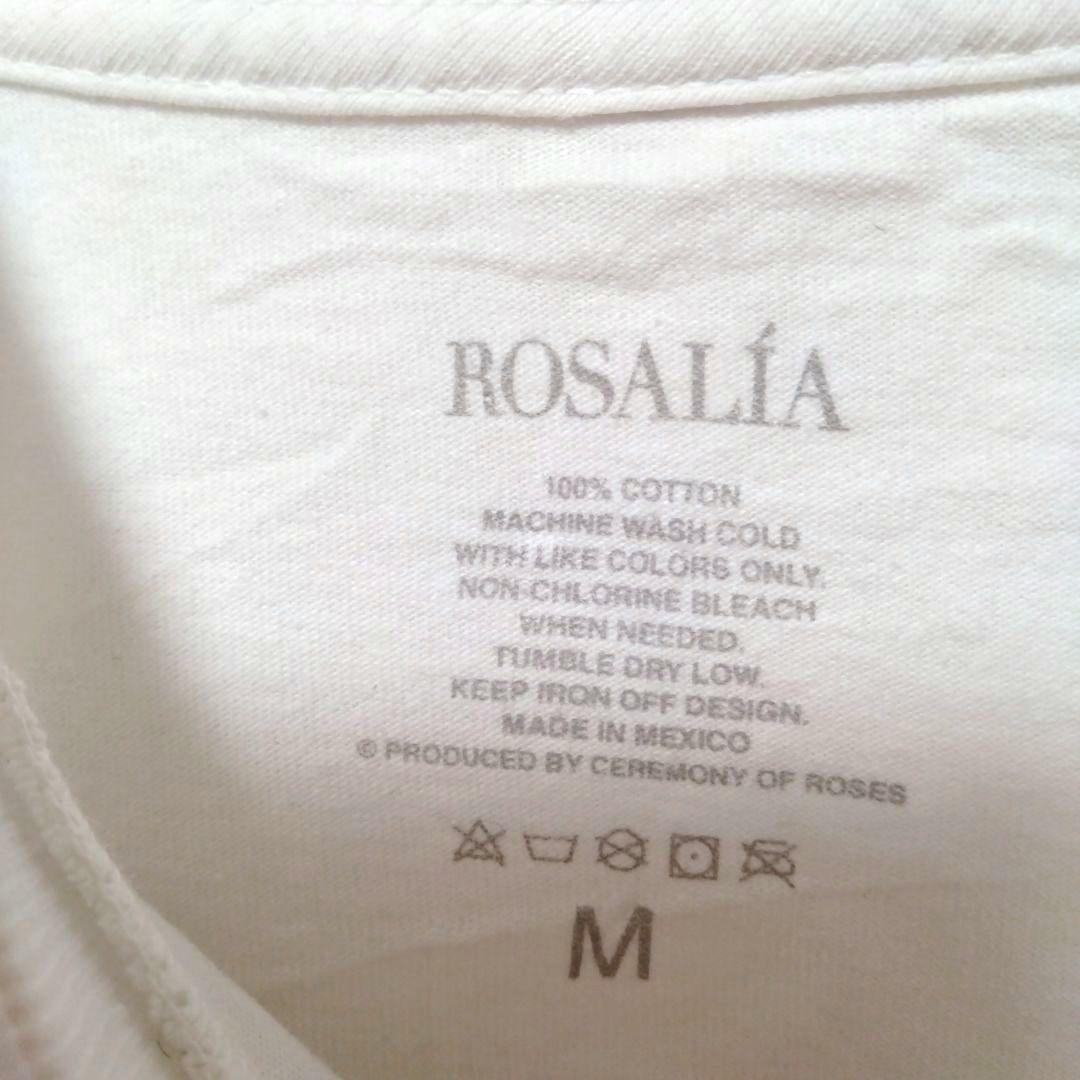 ROSALÍA
100% COTTON
MACHINE WASH COLD
WITH LIKE COLORS ONLY.
NON-CHLORINE BLEACH
WHEN NEEDED.
TUMBLE DRY LOW.
KEEP IRON OFF DESIGN.
MADE IN MEXICO
© PRODUCED BY CEREMONY OF ROSES
M